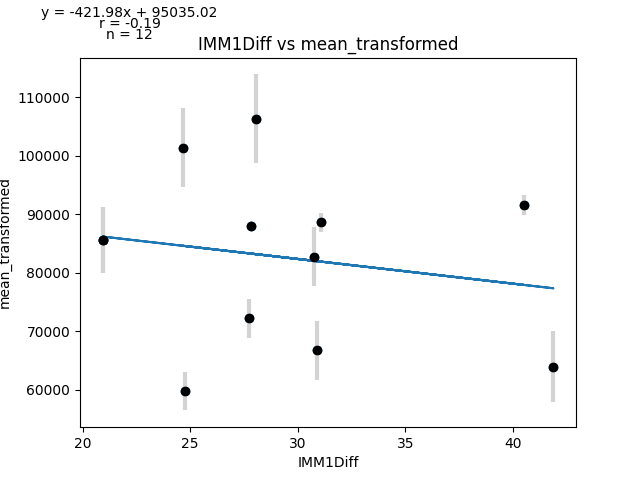 y = -421.98x + 95035.02
r = -0.19
n = 12
IMM1Diff vs mean_transformed
110000
100000
90000
80000
70000
60000
mean_transformed
20
25
30
35
40
IMM1Diff